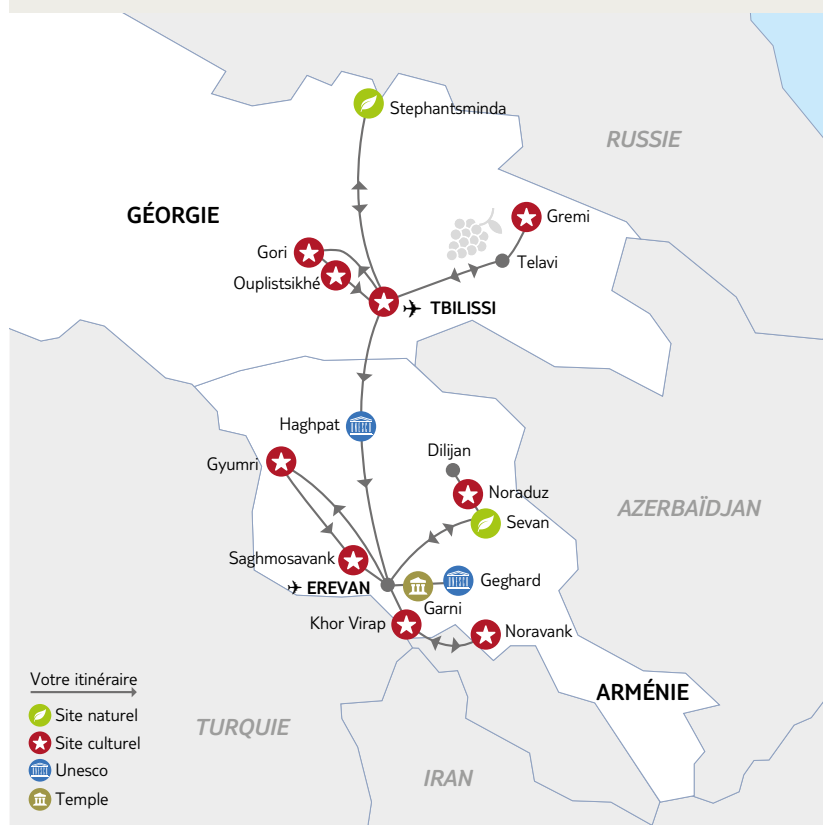 Stephantsminda
RUSSIE
GÉORGIE
Gremi
Gori
Telavi
Ouplistsikhé
TBILISSI
Haghpat
Dilijan
Gyumri
Noraduz
AZERBAÏDJAN
Sevan
Saghmosavank
Geghard
EREVAN
Garni
Khor Virap
Noravank
Votre itinéraire
ARMÉNIE
Site naturel
TURQUIE
Site culturel
Unesco
IRAN
Temple